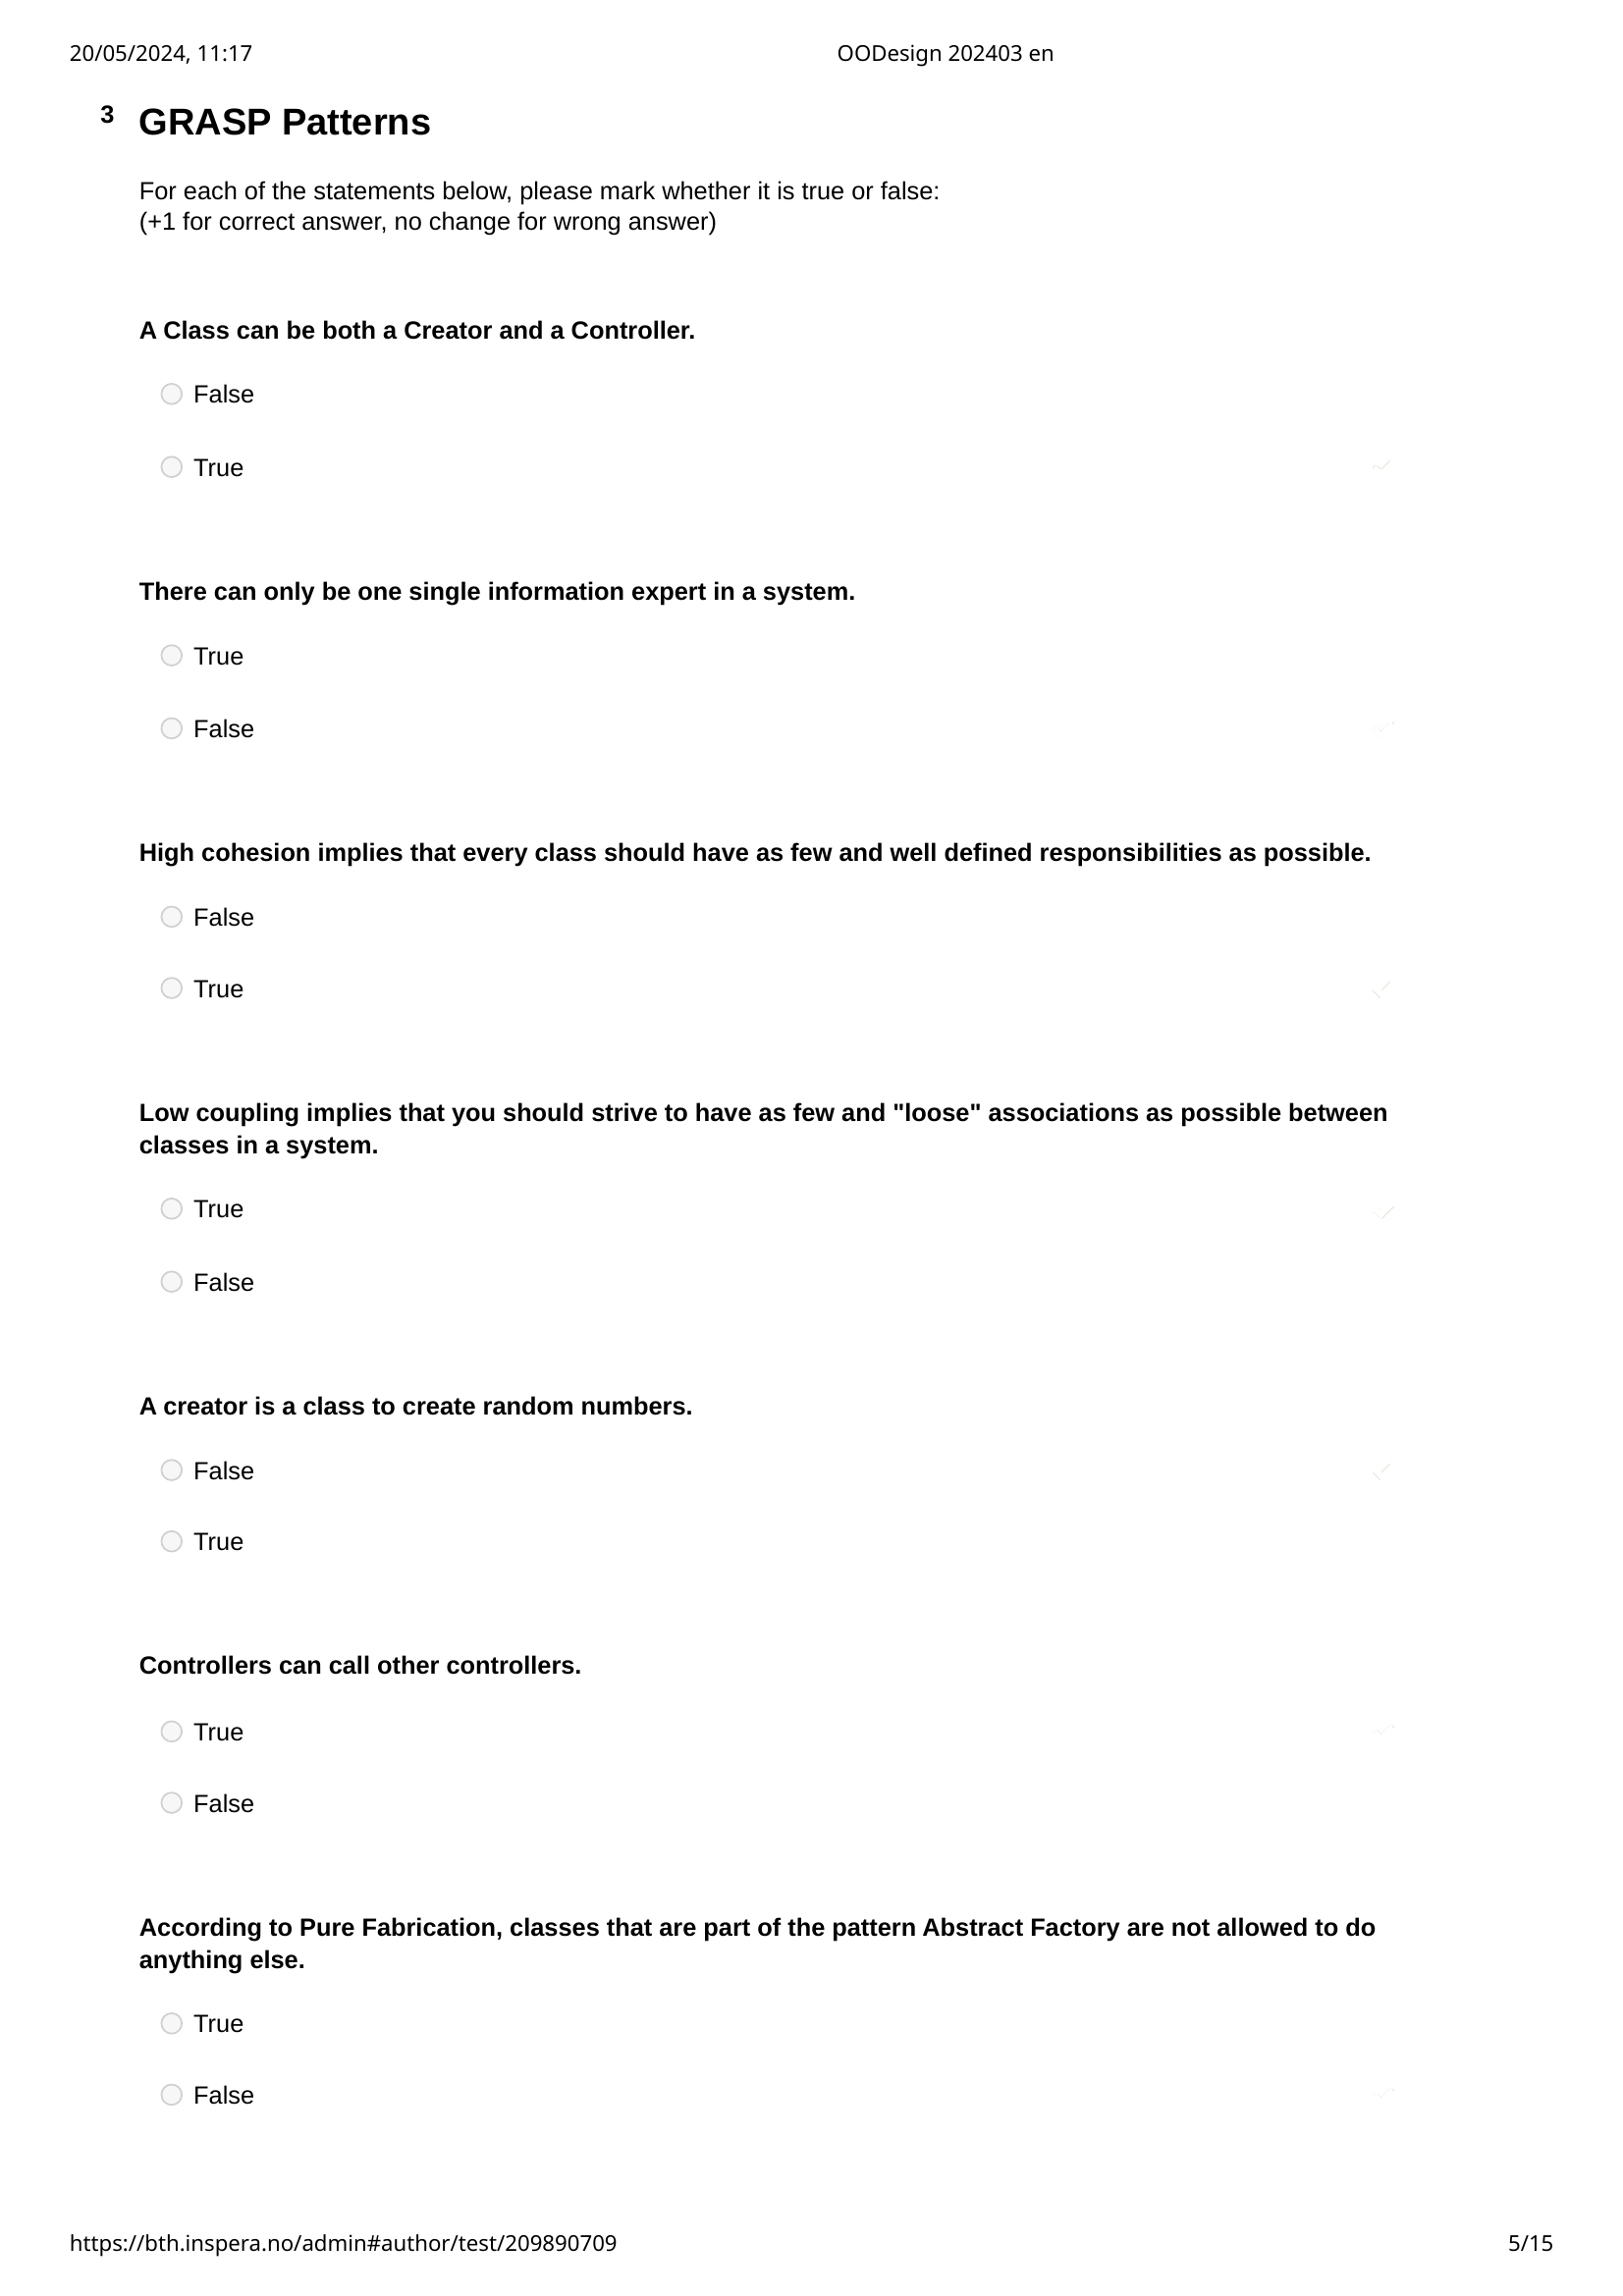 20/05/2024, 11:17
OODesign 202403 en
3
GRASP Patterns
For each of the statements below, please mark whether it is true or false:
(+1 for correct answer, no change for wrong answer)
A Class can be both a Creator and a Controller.
False
True
There can only be one single information expert in a system.
True
False
High cohesion implies that every class should have as few and well defined responsibilities as possible.
False
True
Low coupling implies that you should strive to have as few and "loose" associations as possible between
classes in a system.
True
False
A creator is a class to create random numbers.
False
True
Controllers can call other controllers.
True
False
According to Pure Fabrication, classes that are part of the pattern Abstract Factory are not allowed to do
anything else.
True
False
https://bth.inspera.no/admin#author/test/209890709
5/15